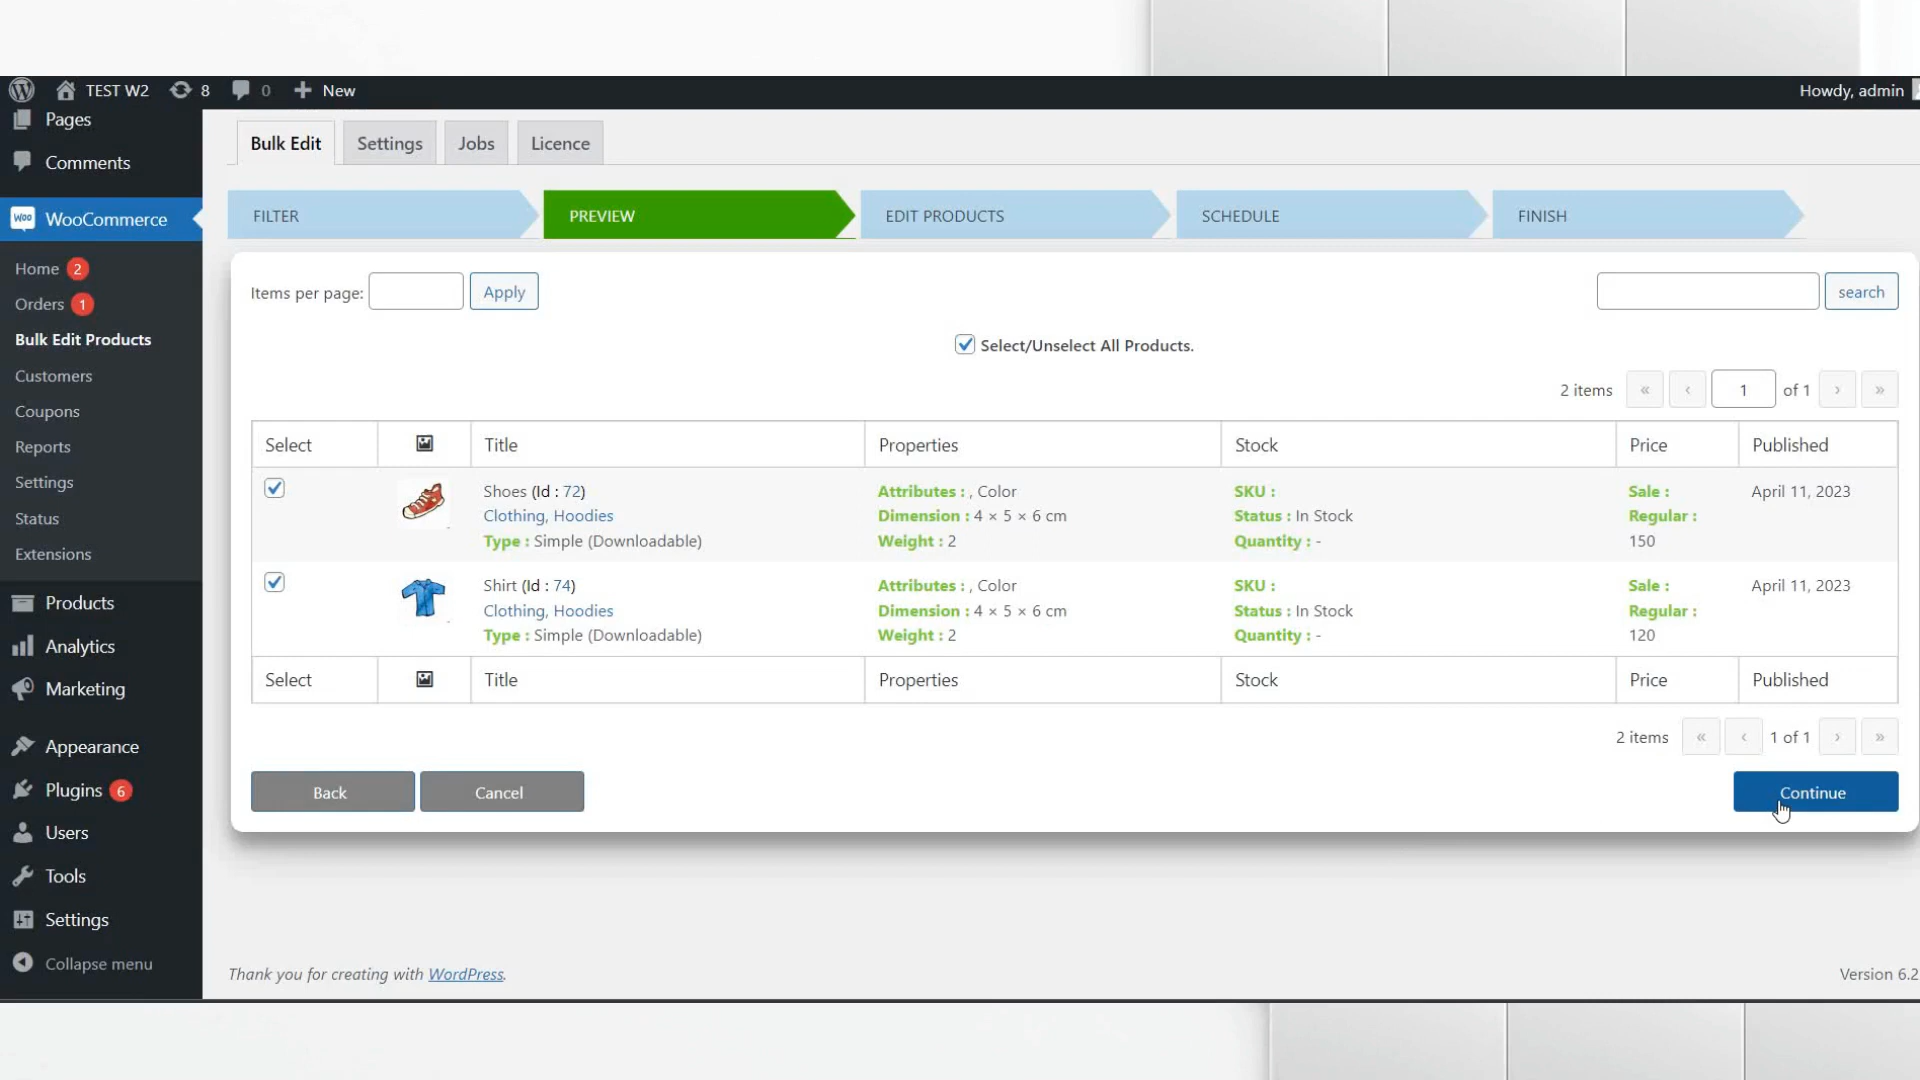 TEST W2 8 0 New Howdy, admin
Pages
Comments
WooCommerce
Home 2
Orders 1
Bulk Edit Products
Customers
Coupons
Reports
Settings
Status
Extensions
Products
Analytics
Marketing
Appearance
Plugins 6
Users
Tools
Settings
Collapse menu
Bulk Edit Settings Jobs Licence
FILTER PREVIEW EDIT PRODUCTS SCHEDULE FINISH
Items per page: Apply search
Select/Unselect All Products.
2 items « ‹ 1 of 1 › »
Select Title Properties Stock Price Published
Shoes (Id : 72) Attributes : , Color SKU : Sale : April 11, 2023
Clothing, Hoodies Dimension : 4 × 5 × 6 cm Status : In Stock Regular :
Type : Simple (Downloadable) Weight : 2 Quantity : - 150
Shirt (Id : 74) Attributes : , Color SKU : Sale : April 11, 2023
Clothing, Hoodies Dimension : 4 × 5 × 6 cm Status : In Stock Regular :
Type : Simple (Downloadable) Weight : 2 Quantity : - 120
Select Title Properties Stock Price Published
2 items « ‹ 1 of 1 › »
Back Cancel Continue
Thank you for creating with WordPress. Version 6.2